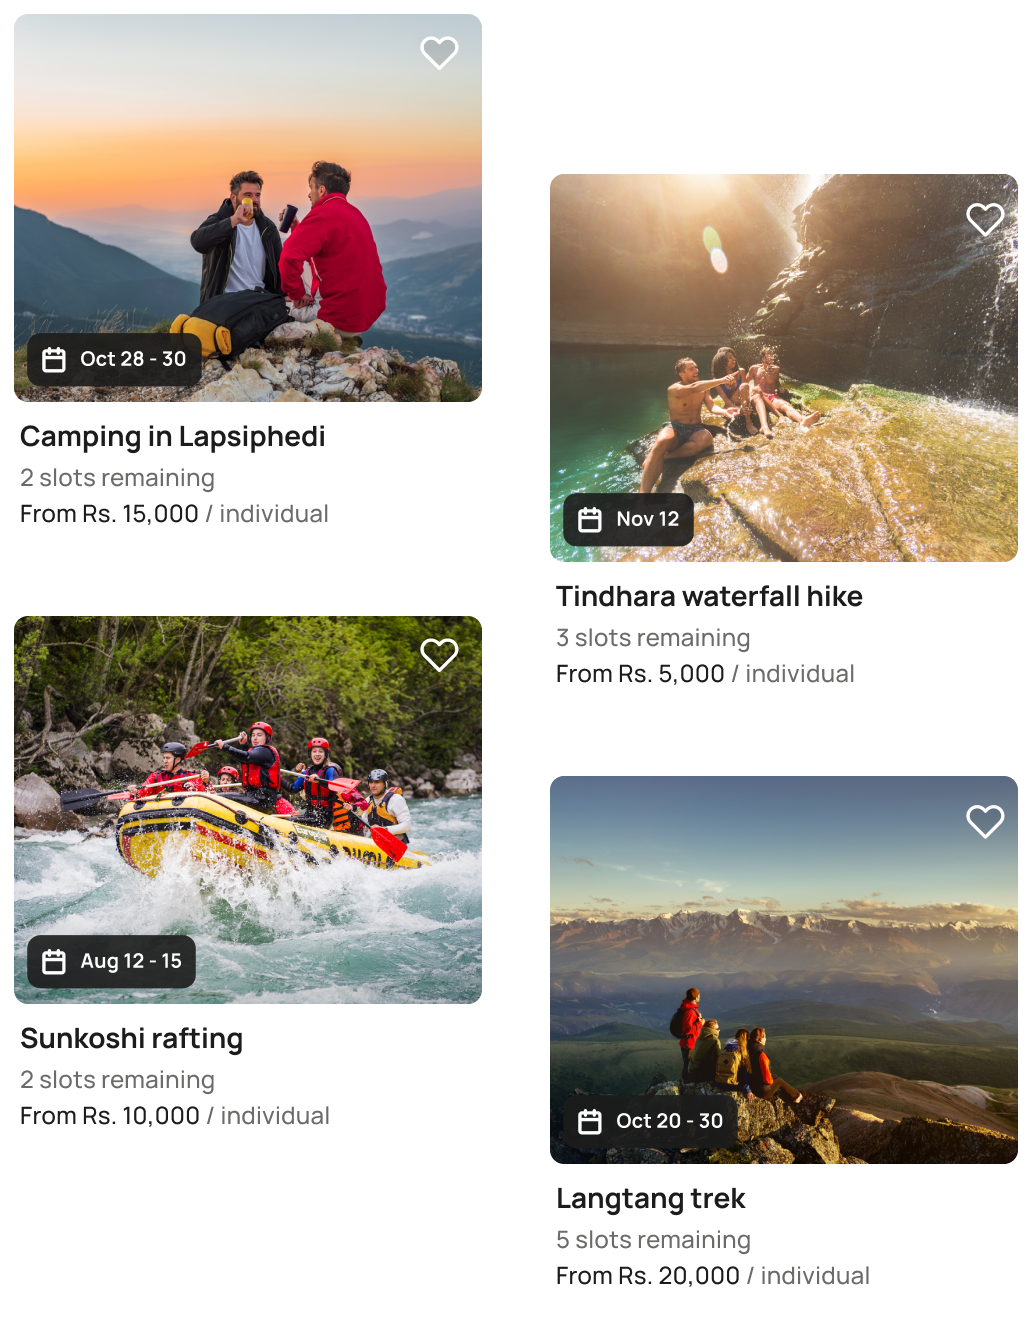 Oct 28 - 30
Camping in Lapsiphedi
2 slots remaining
From Rs. 15,000 / individual
Nov 12
Tindhara waterfall hike
3 slots remaining
From Rs. 5,000 / individual
Aug 12 - 15
Sunkoshi rafting
2 slots remaining
From Rs. 10,000 / individual
Oct 20 - 30
Langtang trek
5 slots remaining
From Rs. 20,000 / individual